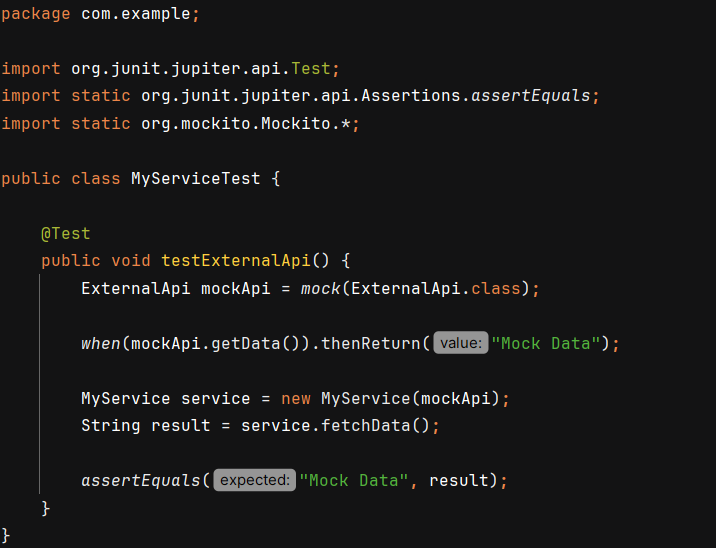 package com.example;
import org.junit.jupiter.api.Test;
import static org.junit.jupiter.api.Assertions.assertEquals;
import static org.mockito.Mockito.*;
public class MyServiceTest {
@Test
public void testExternalApi() {
ExternalApi mockApi = mock(ExternalApi.class);
when(mockApi.getData()).thenReturn( value: "Mock Data");
MyService service = new MyService(mockApi);
String result = service.fetchData();
assertEquals( expected: "Mock Data", result);
}
}